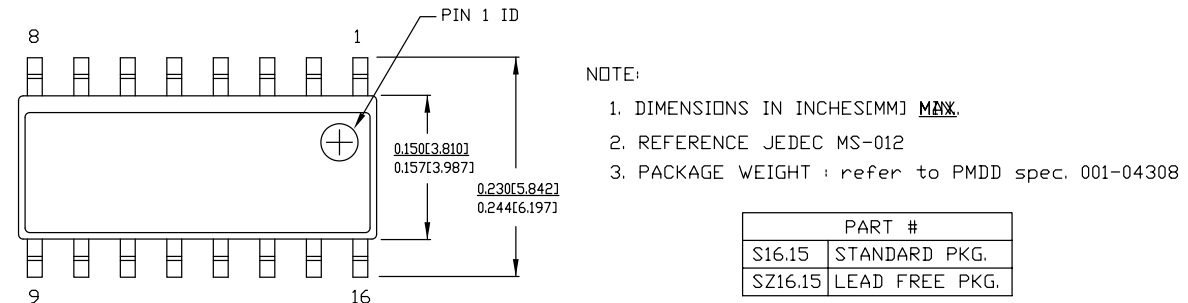 PIN 1 ID
8
1
0.150[3.810]
0.157[3.987]
0.230[5.842]
0.244[6.197]
9
16
NOTE:
1. DIMENSIONS IN INCHES[MM]
2. REFERENCE JEDEC MS-012
3. PACKAGE WEIGHT : refer to PMDD spec. 001-04308
PART #
S16.15 STANDARD PKG.
SZ16.15 LEAD FREE PKG.